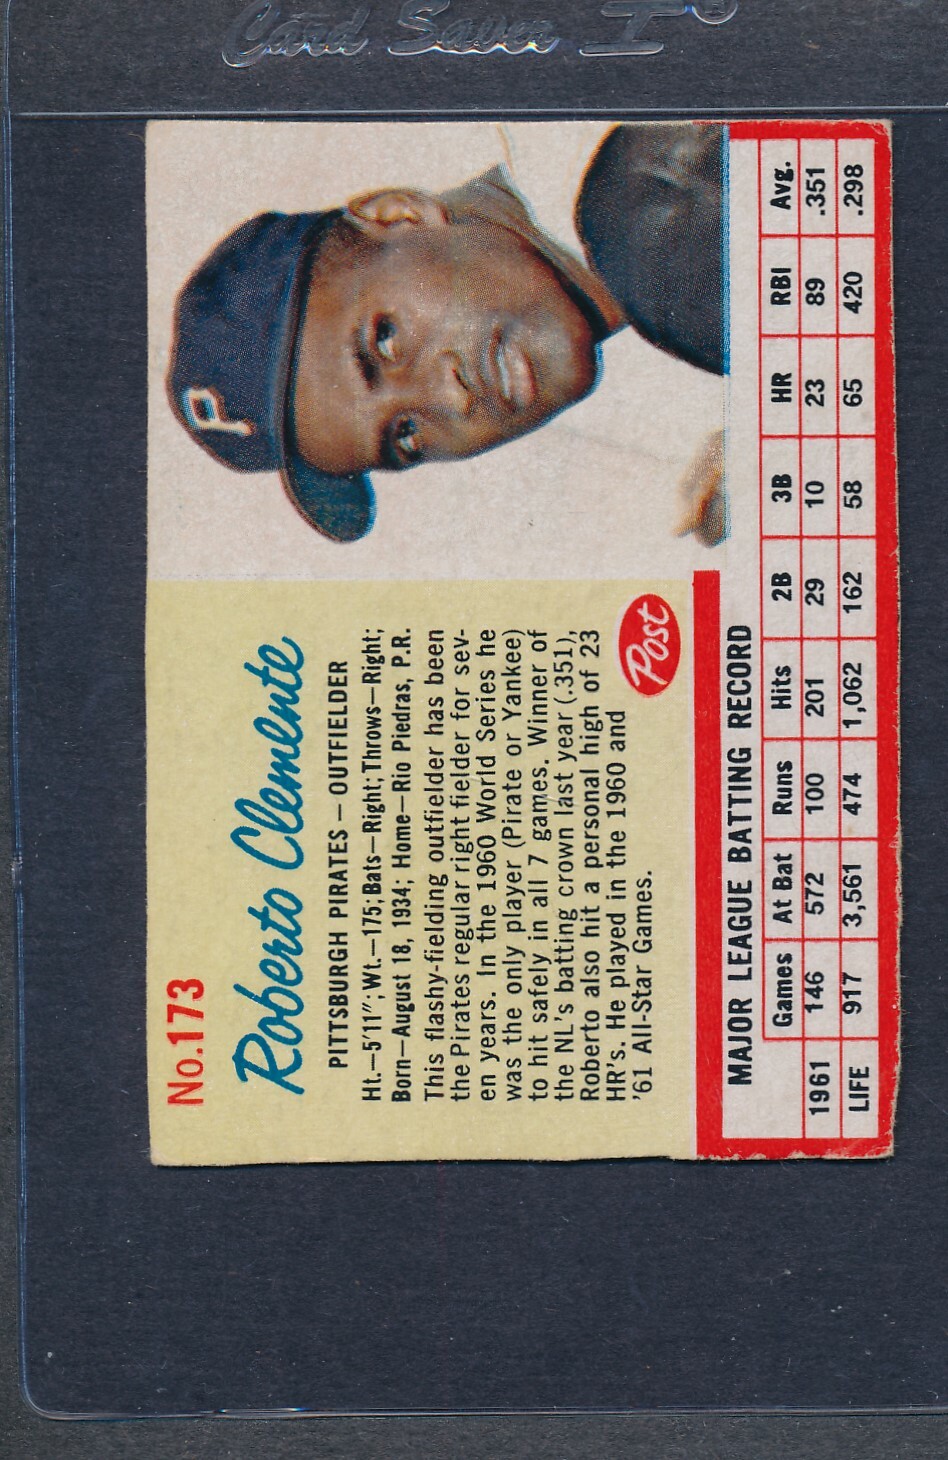 Card Saver I®
No.173
Roberto Clemente
PITTSBURGH PIRATES — OUTFIELDER
Ht.—5'11"; Wt.—175; Bats—Right; Throws—Right;
Born—August 18, 1934; Home—Rio Piedras, P.R.
This flashy-fielding outfielder has been
the Pirates regular right fielder for sev-
en years. In the 1960 World Series he
was the only player (Pirate or Yankee)
to hit safely in all 7 games. Winner of
the NL's batting crown last year (.351),
Roberto also hit a personal high of 23
HR's. He played in the 1960 and
'61 All-Star Games.
Post
P
MAJOR LEAGUE BATTING RECORD
Games At Bat Runs Hits 2B 3B HR RBI Avg.
1961 146 572 100 201 29 10 23 89 .351
LIFE 917 3,561 474 1,062 162 58 65 420 .298